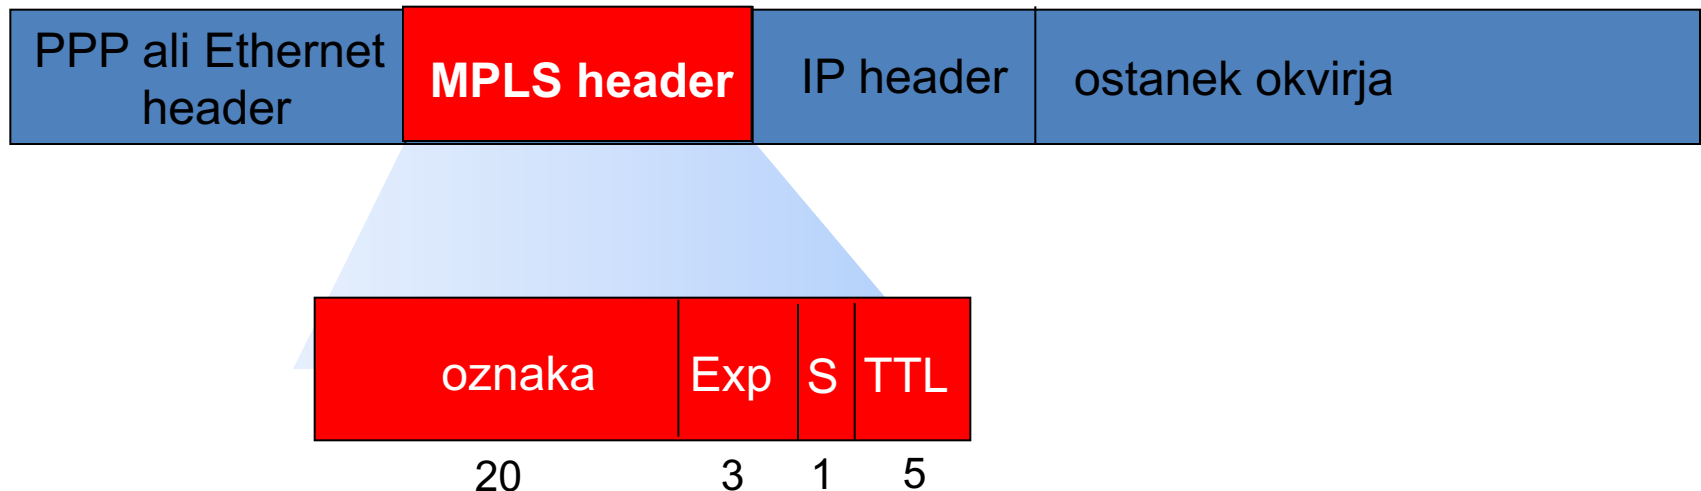 PPP ali Ethernet
header
MPLS header
IP header
ostanek okvirja
oznaka
Exp
S
TTL
20
3
1
5